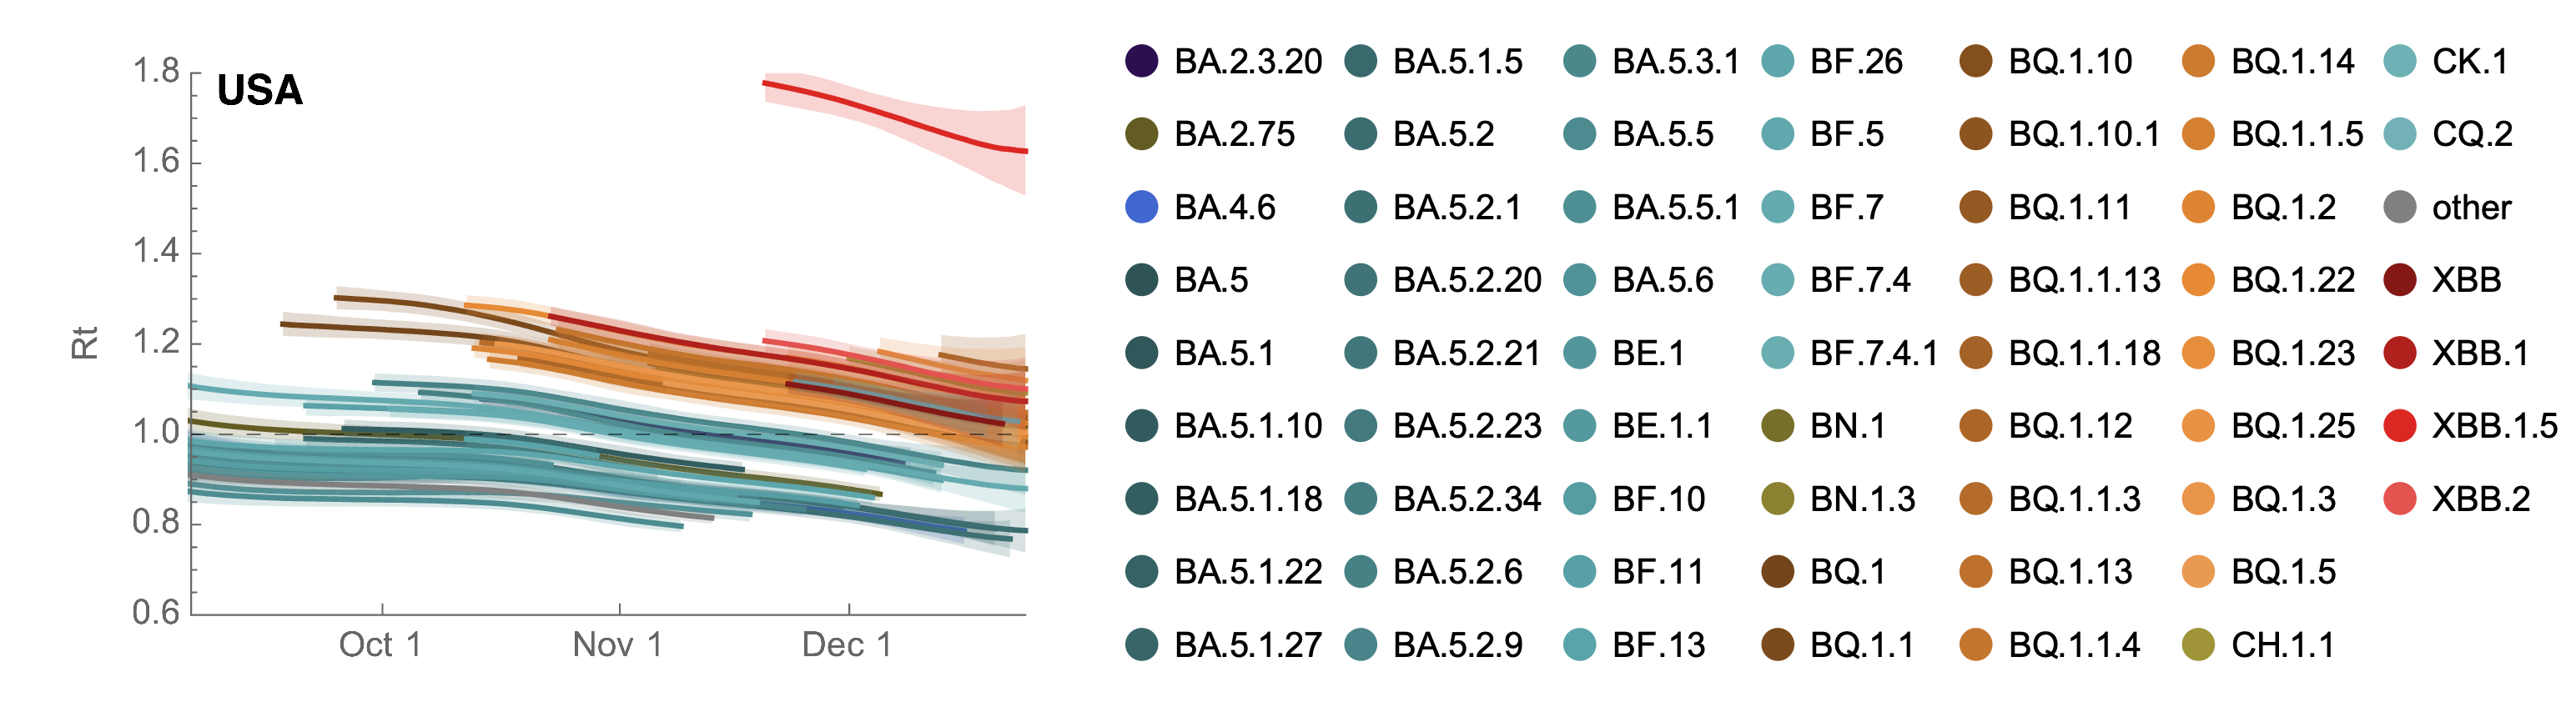 USA
Rt
1.8
1.6
1.4
1.2
1.0
0.8
0.6
Oct 1 Nov 1 Dec 1
BA.2.3.20 BA.5.1.5 BA.5.3.1 BF.26 BQ.1.10 BQ.1.14 CK.1
BA.2.75 BA.5.2 BA.5.5 BF.5 BQ.1.10.1 BQ.1.1.5 CQ.2
BA.4.6 BA.5.2.1 BA.5.5.1 BF.7 BQ.1.11 BQ.1.2 other
BA.5 BA.5.2.20 BA.5.6 BF.7.4 BQ.1.1.13 BQ.1.22 XBB
BA.5.1 BA.5.2.21 BE.1 BF.7.4.1 BQ.1.1.18 BQ.1.23 XBB.1
BA.5.1.10 BA.5.2.23 BE.1.1 BN.1 BQ.1.12 BQ.1.25 XBB.1.5
BA.5.1.18 BA.5.2.34 BF.10 BN.1.3 BQ.1.1.3 BQ.1.3 XBB.2
BA.5.1.22 BA.5.2.6 BF.11 BQ.1 BQ.1.13 BQ.1.5
BA.5.1.27 BA.5.2.9 BF.13 BQ.1.1 BQ.1.1.4 CH.1.1